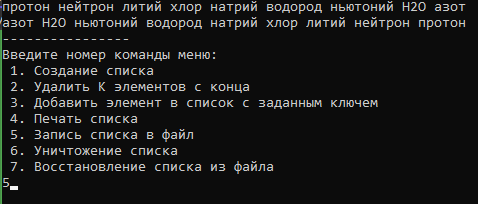 протон нейтрон литий хлор натрий водород ньютоний H2O азот
азот H2O ньютоний водород натрий хлор литий нейтрон протон
----------------
Введите номер команды меню:
1. Создание списка
2. Удалить K элементов с конца
3. Добавить элемент в список с заданным ключем
4. Печать списка
5. Запись списка в файл
6. Уничтожение списка
7. Восстановление списка из файла
5